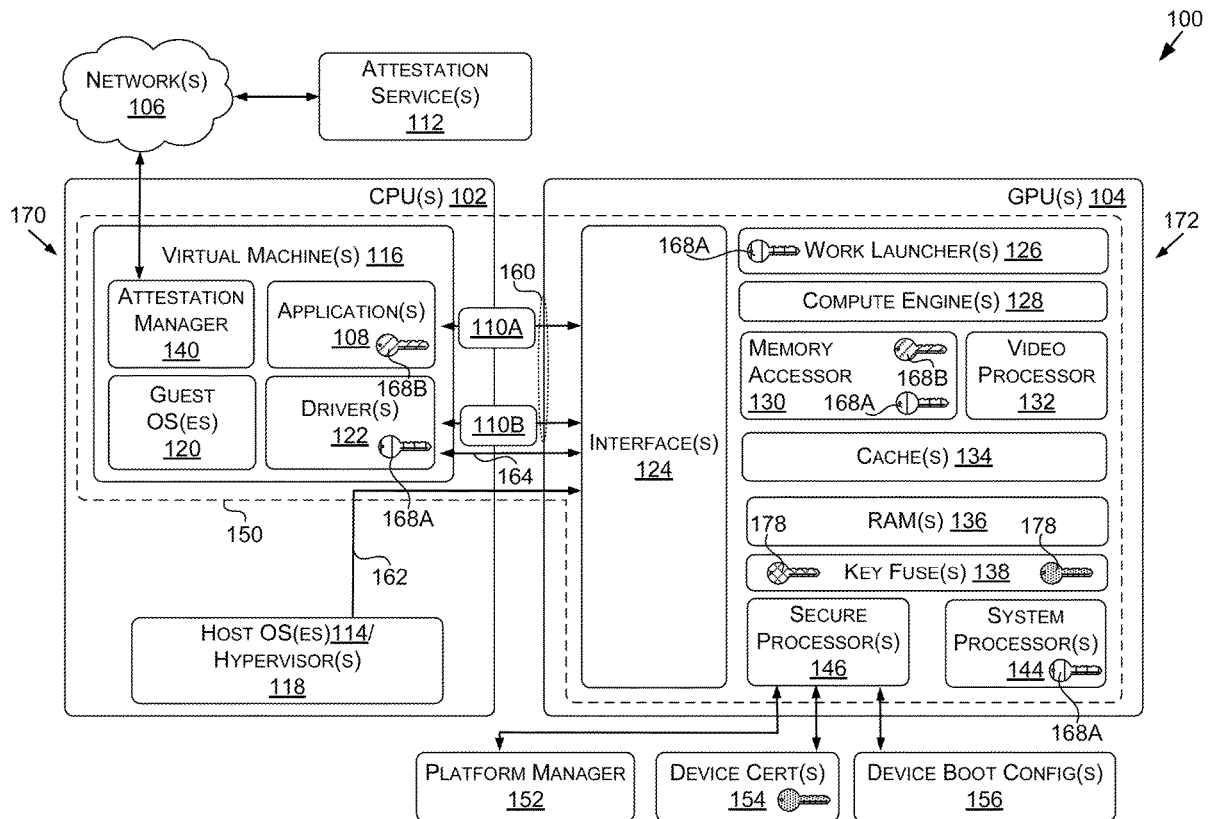 100
NETWORK(S)
106
ATTESTATION
SERVICE(S)
112
CPU(S) 102
GPU(S) 104
170
172
VIRTUAL MACHINE(S) 116
ATTESTATION
MANAGER
140
APPLICATION(S)
108
168B
GUEST
OS(ES)
120
DRIVER(S)
122
168A
110A
110B
160
164
150
162
HOST OS(ES)114/
HYPERVISOR(S)
118
INTERFACE(S)
124
168A
WORK LAUNCHER(S) 126
COMPUTE ENGINE(S) 128
MEMORY
ACCESSOR
130
168B
168A
VIDEO
PROCESSOR
132
CACHE(S) 134
RAM(S) 136
178
178
KEY FUSE(S) 138
SECURE
PROCESSOR(S)
146
SYSTEM
PROCESSOR(S)
144
168A
PLATFORM MANAGER
152
DEVICE CERT(S)
154
DEVICE BOOT CONFIG(S)
156